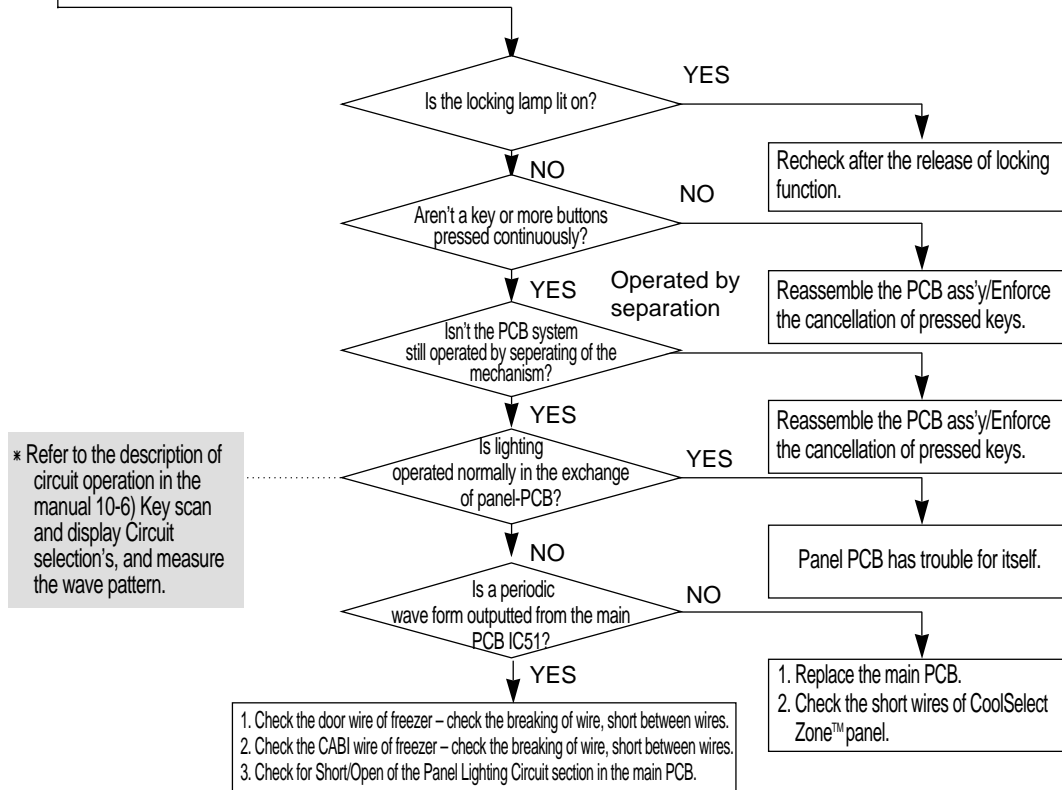 Is the locking lamp lit on?
YES
Recheck after the release of locking
function.
NO
Aren't a key or more buttons
pressed continuously?
NO
Reassemble the PCB ass'y/Enforce
the cancellation of pressed keys.
YES
Operated by
separation
Isn't the PCB system
still operated by seperating of the
mechanism?
Reassemble the PCB ass'y/Enforce
the cancellation of pressed keys.
YES
* Refer to the description of
circuit operation in the
manual 10-6) Key scan
and display Circuit
selection's, and measure
the wave pattern.
Is lighting
operated normally in the exchange
of panel-PCB?
YES
Panel PCB has trouble for itself.
NO
Is a periodic
wave form outputted from the main
PCB IC51?
NO
1. Replace the main PCB.
2. Check the short wires of CoolSelect
Zone™ panel.
YES
1. Check the door wire of freezer – check the breaking of wire, short between wires.
2. Check the CABI wire of freezer – check the breaking of wire, short between wires.
3. Check for Short/Open of the Panel Lighting Circuit section in the main PCB.